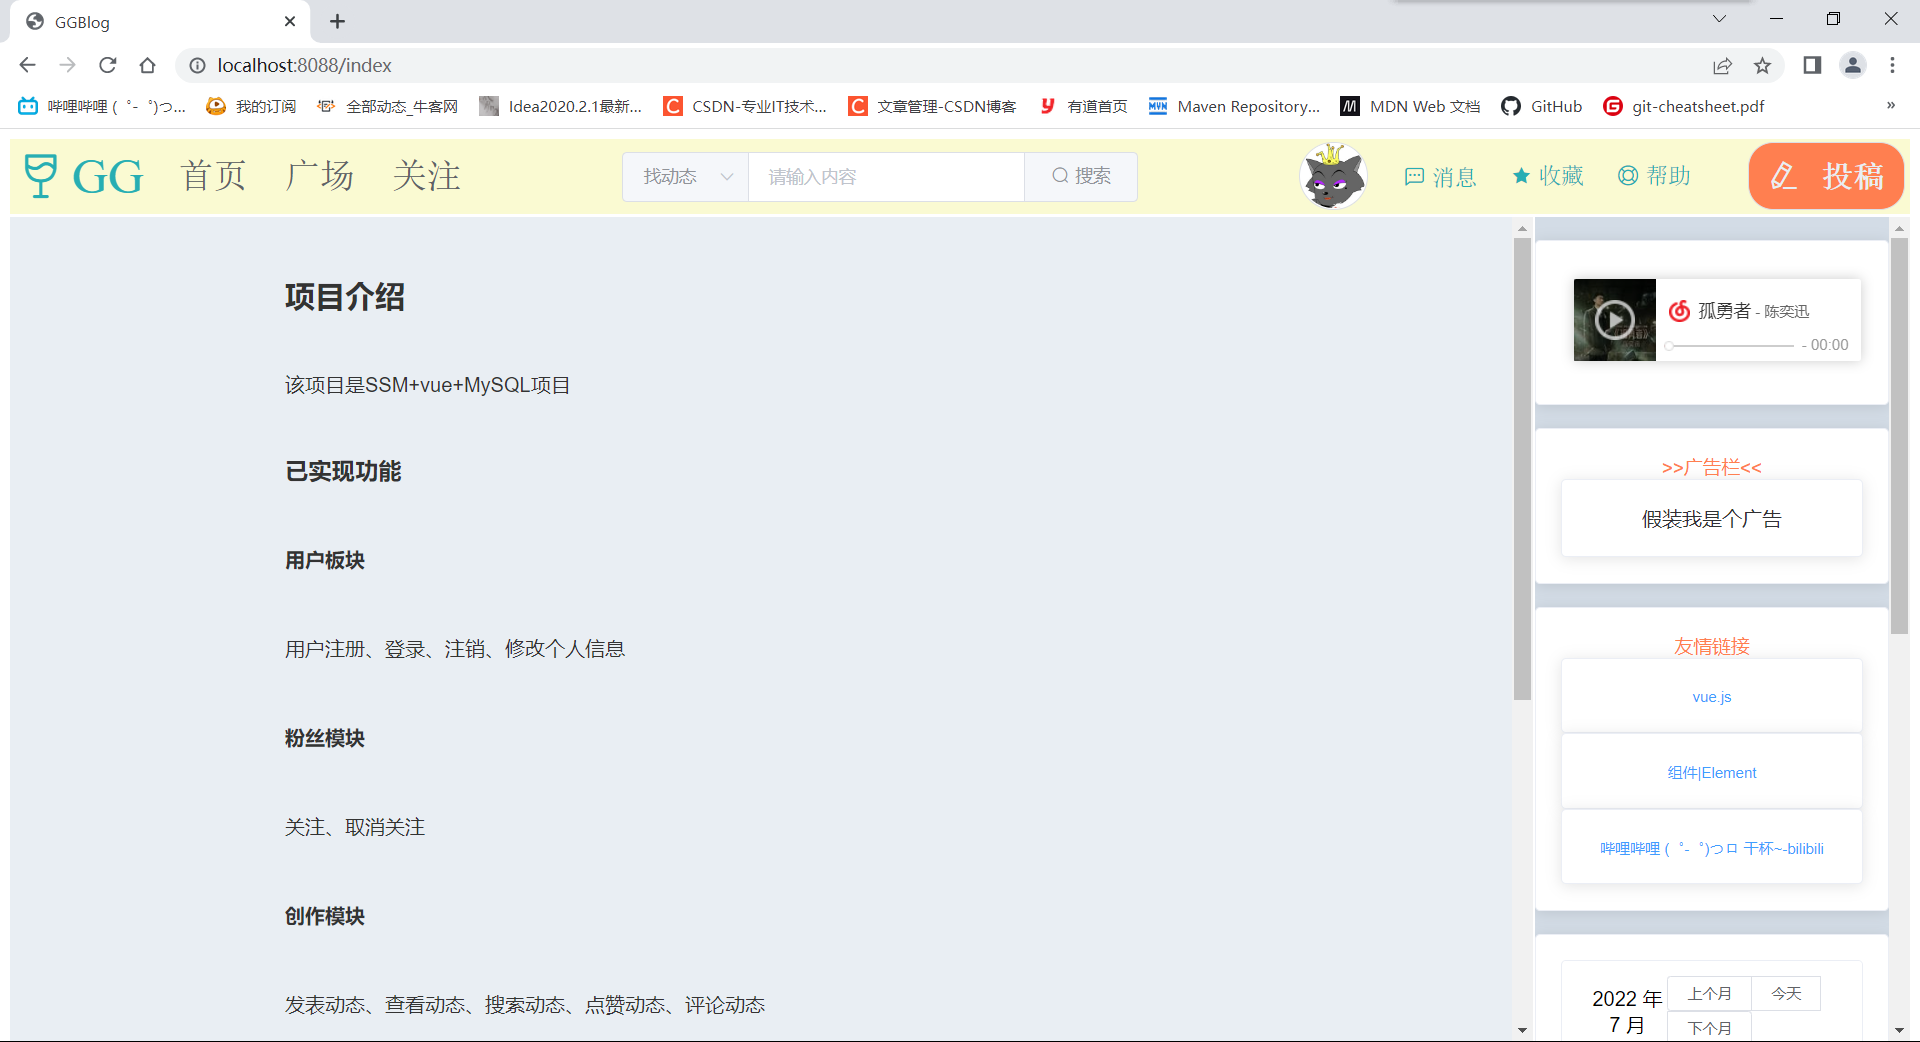 GGBlog
localhost:8088/index
哔哩哔哩 (゜-゜)つ...
我的订阅
全部动态_牛客网
Idea2020.2.1最新...
CSDN-专业IT技术...
文章管理-CSDN博客
有道首页
Maven Repository...
MDN Web 文档
GitHub
git-cheatsheet.pdf
»
GG 首页 广场 关注
找动态 请输入内容 搜索
消息 收藏 帮助 投稿
项目介绍
该项目是SSM+vue+MySQL项目
已实现功能
用户板块
用户注册、登录、注销、修改个人信息
粉丝模块
关注、取消关注
创作模块
发表动态、查看动态、搜索动态、点赞动态、评论动态
孤勇者 - 陈奕迅
- 00:00
>>广告栏<<
假装我是个广告
友情链接
vue.js
组件|Element
哔哩哔哩 (゜-゜)つロ 干杯~-bilibili
2022 年
7 月
上个月 今天
下个月